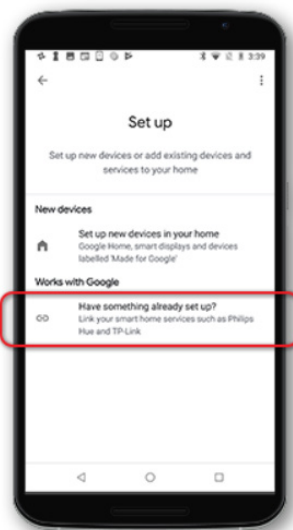 3:39
Set up
Set up new devices or add existing devices and
services to your home
New devices
Set up new devices in your home
Google Home, smart displays and devices
labelled 'Made for Google'
Works with Google
Have something already set up?
Link your smart home services such as Philips
Hue and TP-Link